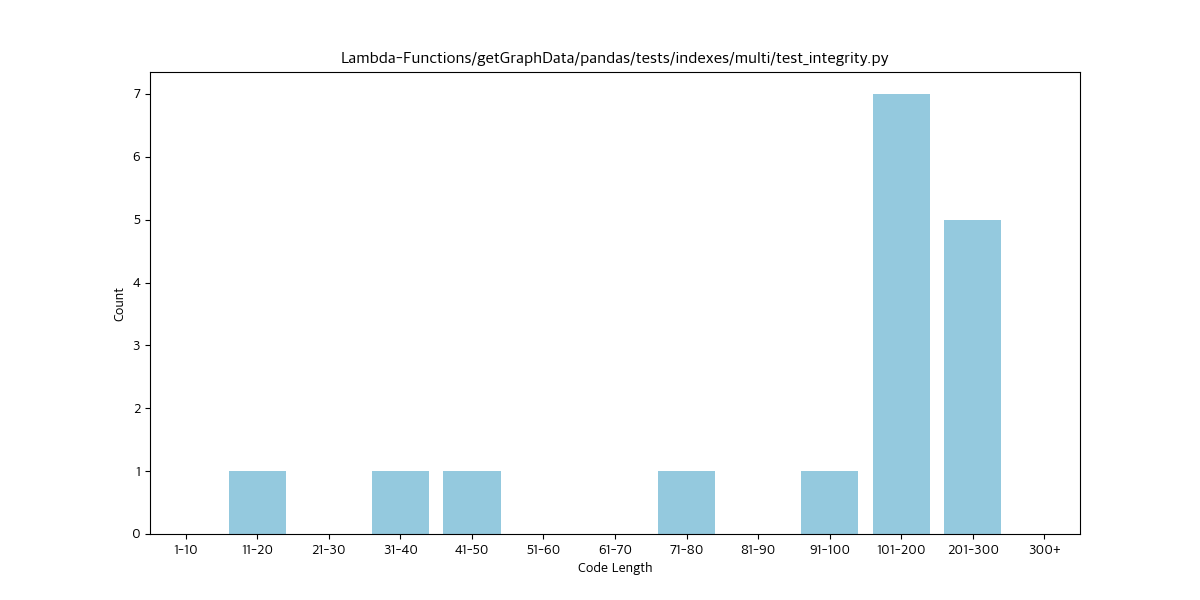 Lambda-Functions/getGraphData/pandas/tests/indexes/multi/test_integrity.py
7
6
5
4
3
2
1
0
Count
1-10 11-20 21-30 31-40 41-50 51-60 61-70 71-80 81-90 91-100 101-200 201-300 300+
Code Length